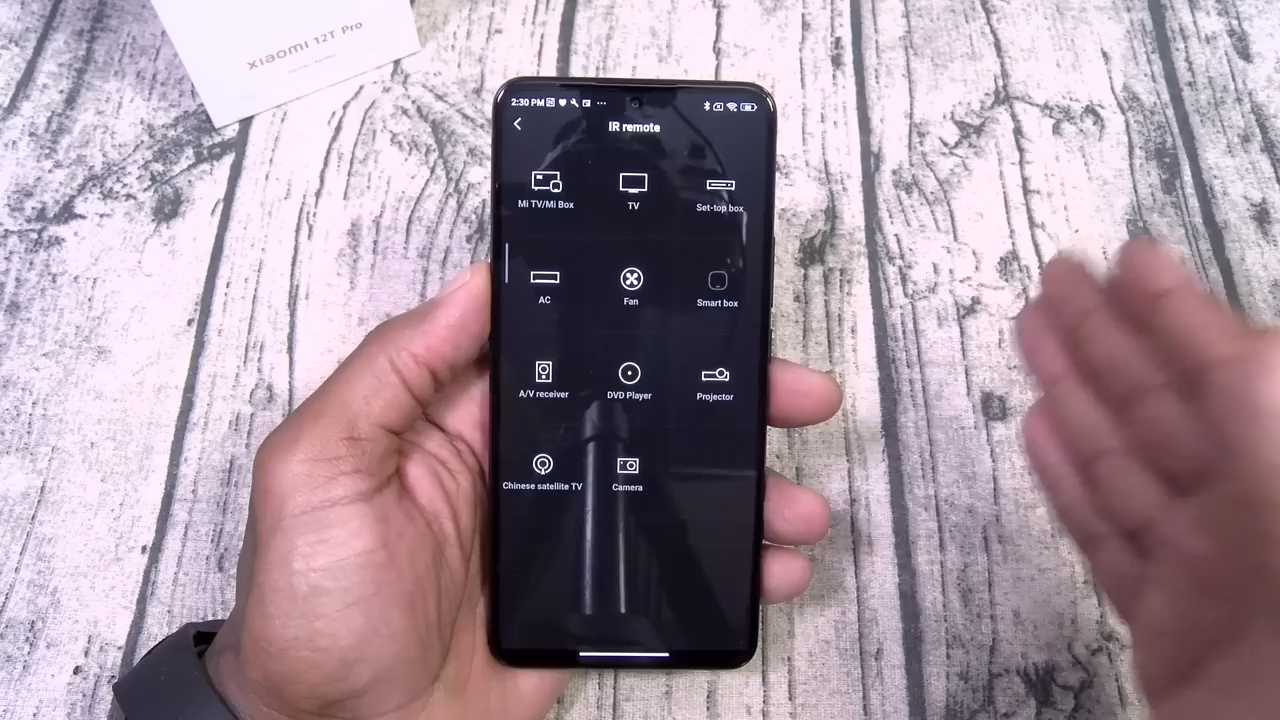 xiaomi 12T Pro
2:30 PM
IR remote
Mi TV/Mi Box
TV
Set-top box
AC
Fan
Smart box
A/V receiver
DVD Player
Projector
Chinese satellite TV
Camera